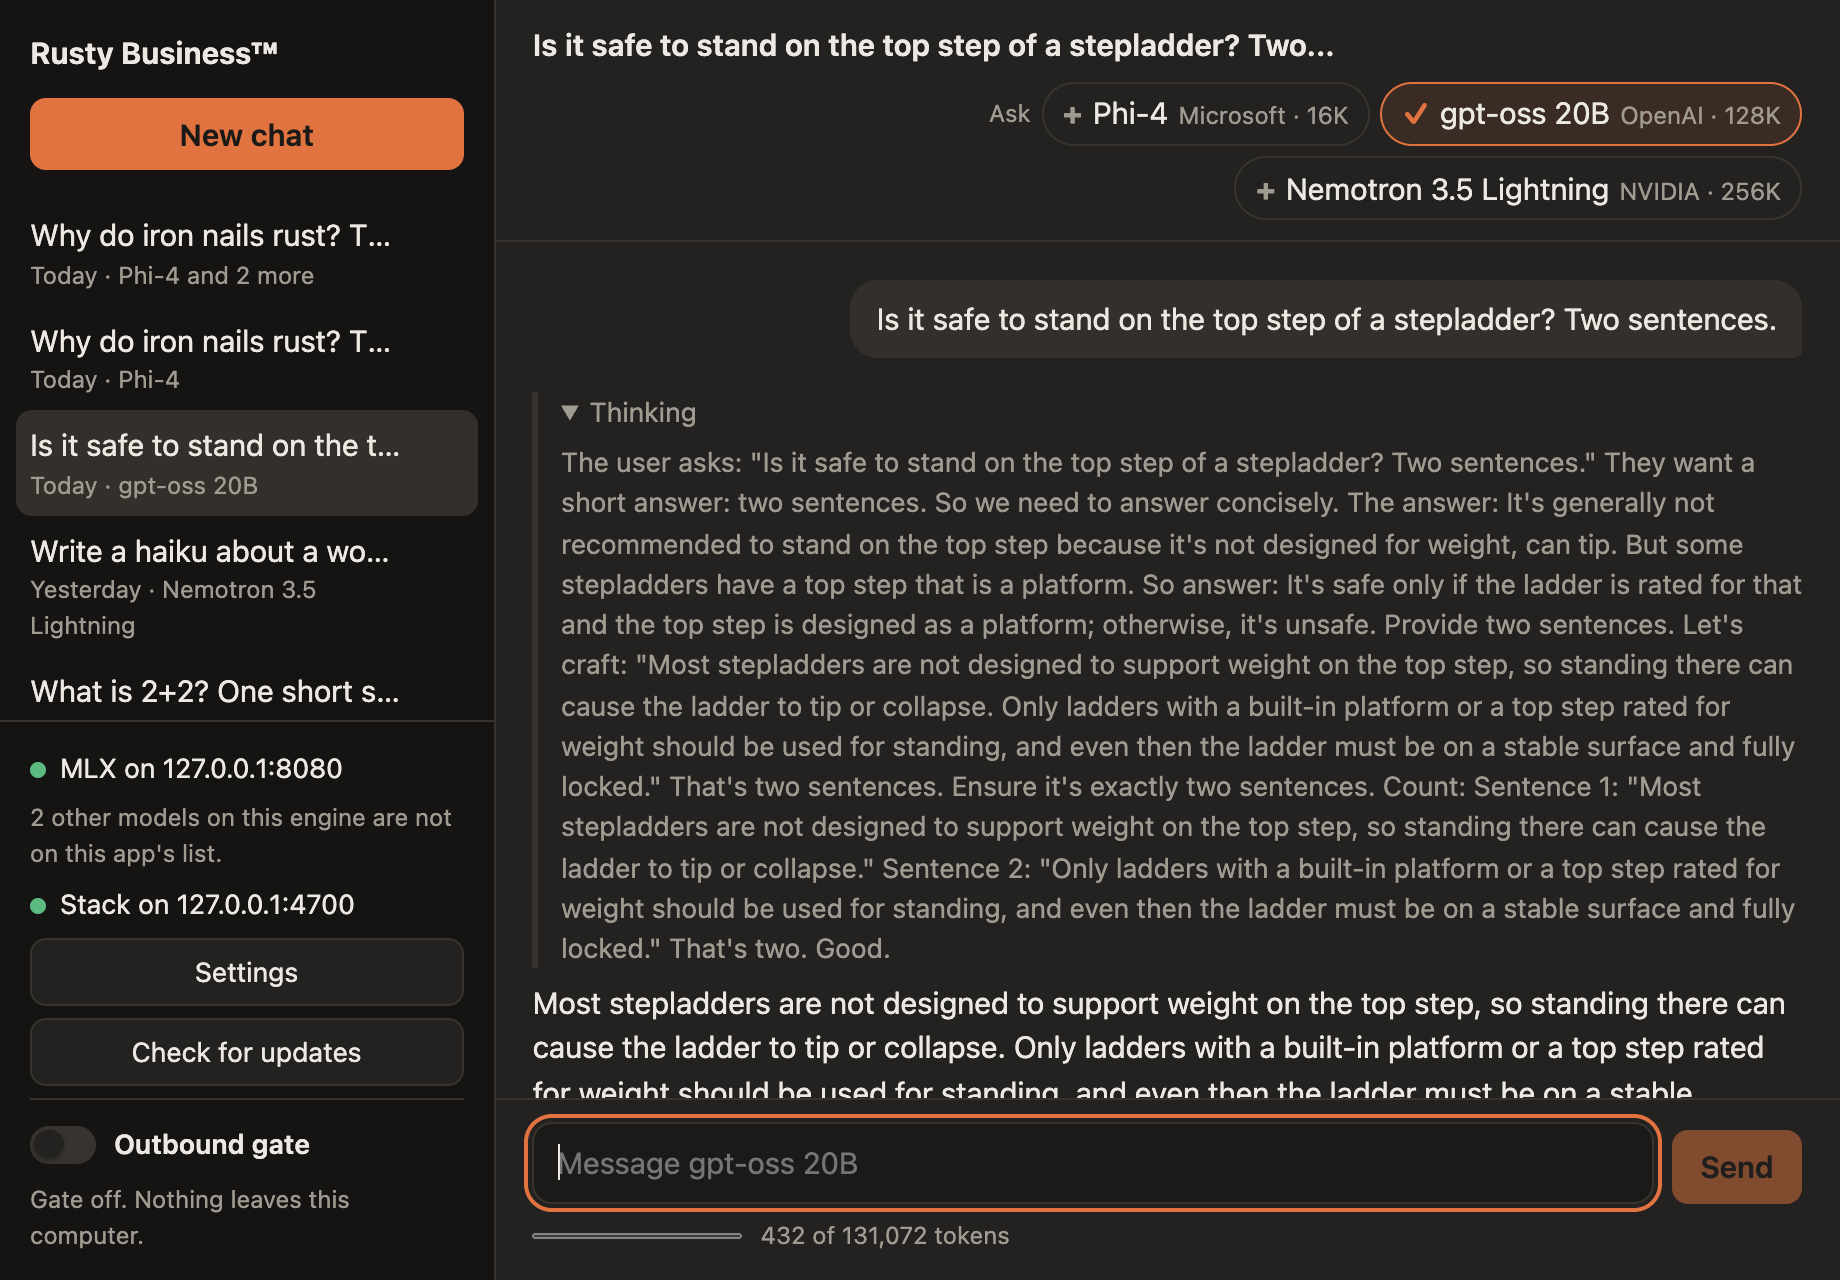 Rusty Business™
New chat
Why do iron nails rust? T...
Today · Phi-4 and 2 more
Why do iron nails rust? T...
Today · Phi-4
Is it safe to stand on the t...
Today · gpt-oss 20B
Write a haiku about a wo...
Yesterday · Nemotron 3.5
Lightning
What is 2+2? One short s...
MLX on 127.0.0.1:8080
2 other models on this engine are not
on this app's list.
Stack on 127.0.0.1:4700
Settings
Check for updates
Outbound gate
Gate off. Nothing leaves this
computer.
Is it safe to stand on the top step of a stepladder? Two...
Ask + Phi-4 Microsoft · 16K ✓ gpt-oss 20B OpenAI · 128K
+ Nemotron 3.5 Lightning NVIDIA · 256K
Is it safe to stand on the top step of a stepladder? Two sentences.
▼ Thinking
The user asks: "Is it safe to stand on the top step of a stepladder? Two sentences." They want a
short answer: two sentences. So we need to answer concisely. The answer: It's generally not
recommended to stand on the top step because it's not designed for weight, can tip. But some
stepladders have a top step that is a platform. So answer: It's safe only if the ladder is rated for that
and the top step is designed as a platform; otherwise, it's unsafe. Provide two sentences. Let's
craft: "Most stepladders are not designed to support weight on the top step, so standing there can
cause the ladder to tip or collapse. Only ladders with a built-in platform or a top step rated for
weight should be used for standing, and even then the ladder must be on a stable surface and fully
locked." That's two sentences. Ensure it's exactly two sentences. Count: Sentence 1: "Most
stepladders are not designed to support weight on the top step, so standing there can cause the
ladder to tip or collapse." Sentence 2: "Only ladders with a built-in platform or a top step rated for
weight should be used for standing, and even then the ladder must be on a stable surface and fully
locked." That's two. Good.
Most stepladders are not designed to support weight on the top step, so standing there can
cause the ladder to tip or collapse. Only ladders with a built-in platform or a top step rated
for weight should be used for standing, and even then the ladder must be on a stable
Message gpt-oss 20B
Send
432 of 131,072 tokens